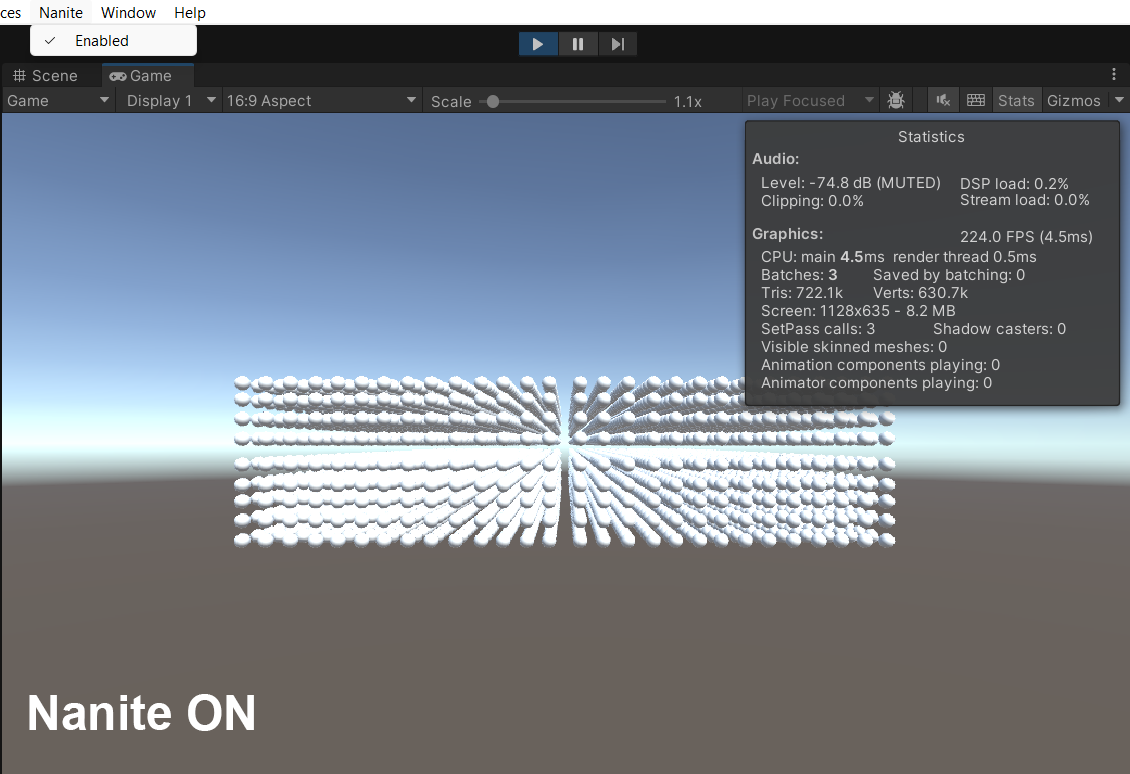 ces Nanite Window Help
Enabled
Scene Game
Game Display 1 16:9 Aspect Scale 1.1x Play Focused Stats Gizmos
Statistics
Audio:
Level: -74.8 dB (MUTED) DSP load: 0.2%
Clipping: 0.0% Stream load: 0.0%
Graphics: 224.0 FPS (4.5ms)
CPU: main 4.5ms render thread 0.5ms
Batches: 3 Saved by batching: 0
Tris: 722.1k Verts: 630.7k
Screen: 1128x635 - 8.2 MB
SetPass calls: 3 Shadow casters: 0
Visible skinned meshes: 0
Animation components playing: 0
Animator components playing: 0
Nanite ON